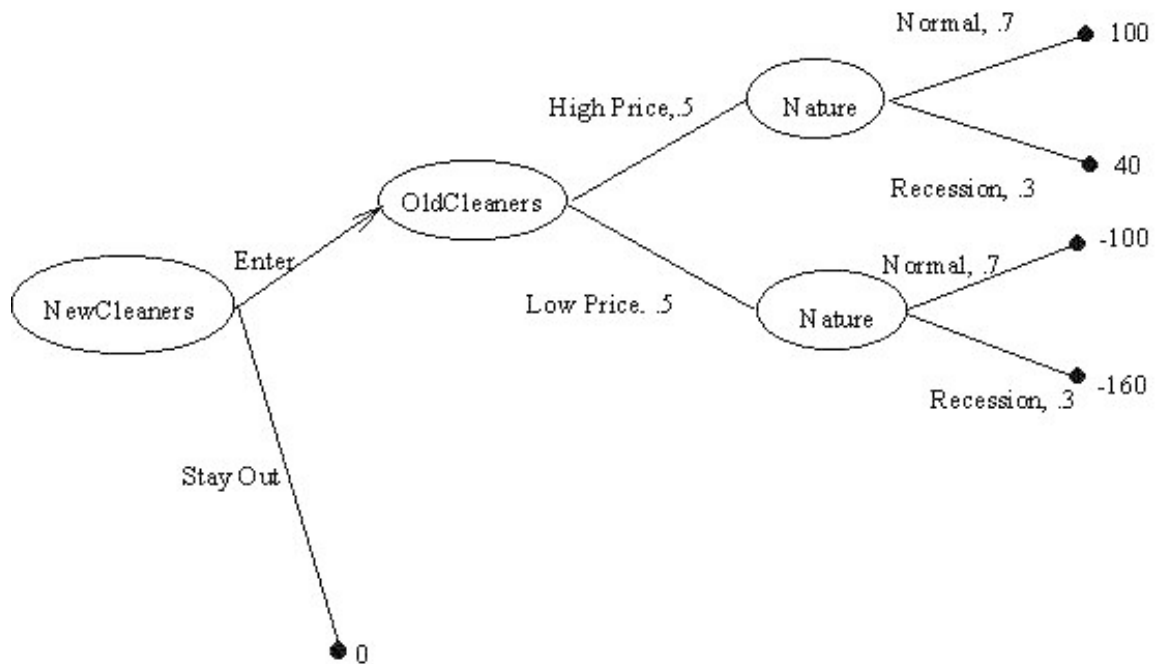 Normal, .7
100
High Price,.5
Nature
40
Recession, .3
OldCleaners
Enter
Normal, .7
-100
NewCleaners
Low Price. .5
Nature
-160
Recession, .3
Stay Out
0